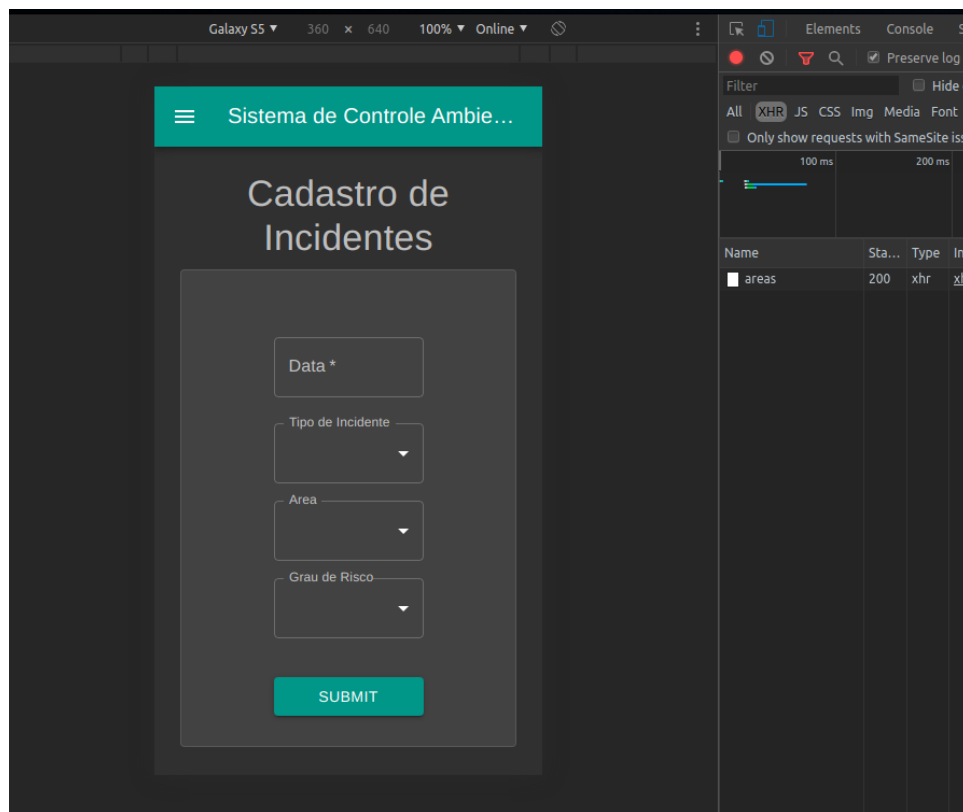 Galaxy S5 ▼ 360 × 640 100% ▼ Online ▼
Elements Console
Preserve log
Filter Hide
All XHR JS CSS Img Media Font
Only show requests with SameSite iss
100 ms 200 ms
Name Sta... Type In
areas 200 xhr xh
Sistema de Controle Ambie...
Cadastro de
Incidentes
Data *
Tipo de Incidente
Area
Grau de Risco
SUBMIT